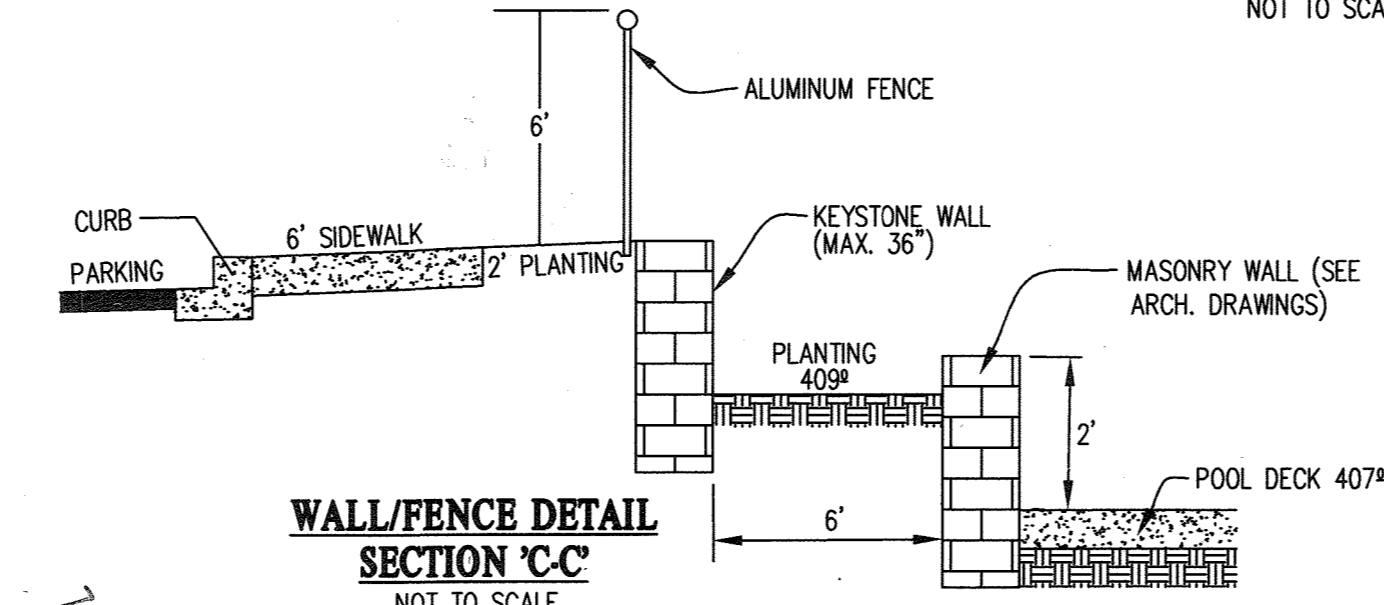 NOT TO SCA
ALUMINUM FENCE
6'
CURB
6' SIDEWALK
KEYSTONE WALL
(MAX. 36")
PARKING
2' PLANTING
MASONRY WALL (SEE
ARCH. DRAWINGS)
PLANTING
409º
2'
POOL DECK 407º
WALL/FENCE DETAIL
SECTION 'C-C'
6'
NOT TO SCALE